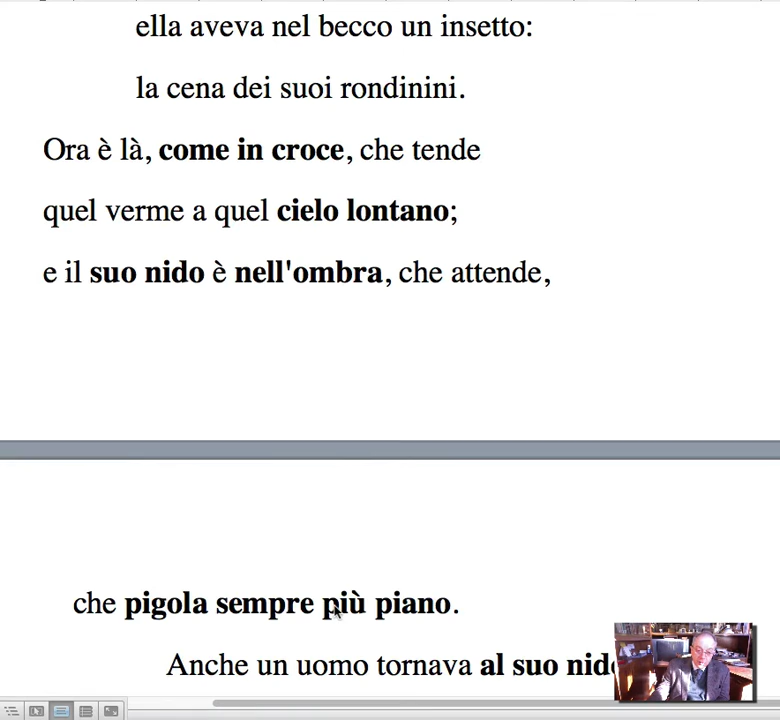 ella aveva nel becco un insetto:
la cena dei suoi rondinini.
Ora è là, come in croce, che tende
quel verme a quel cielo lontano;
e il suo nido è nell'ombra, che attende,
che pigola sempre più piano.
Anche un uomo tornava al suo nido